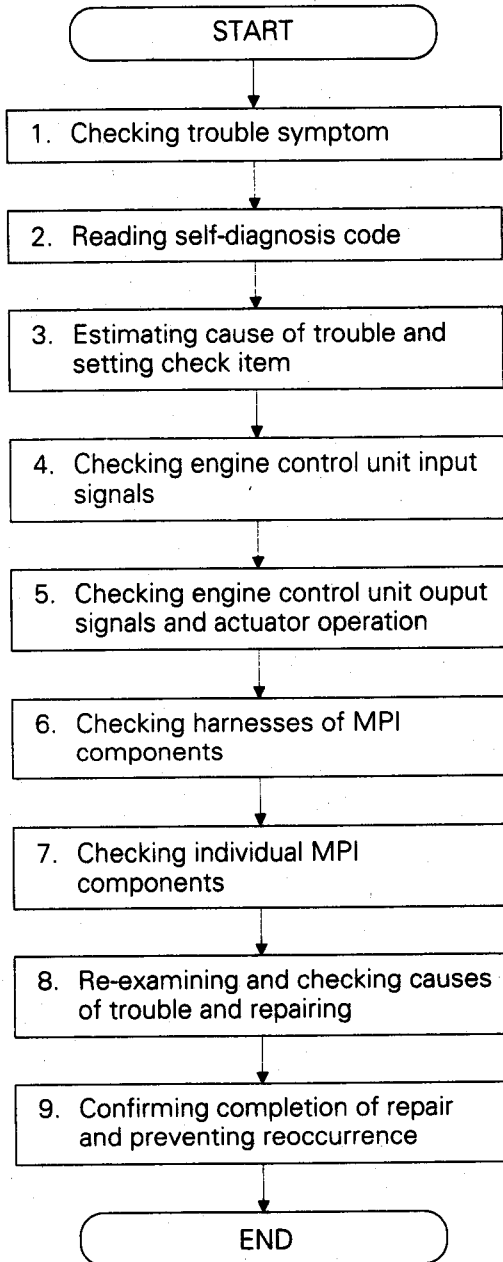 START
1. Checking trouble symptom
2. Reading self-diagnosis code
3. Estimating cause of trouble and
setting check item
4. Checking engine control unit input
signals
5. Checking engine control unit ouput
signals and actuator operation
6. Checking harnesses of MPI
components
7. Checking individual MPI
components
8. Re-examining and checking causes
of trouble and repairing
9. Confirming completion of repair
and preventing reoccurrence
END